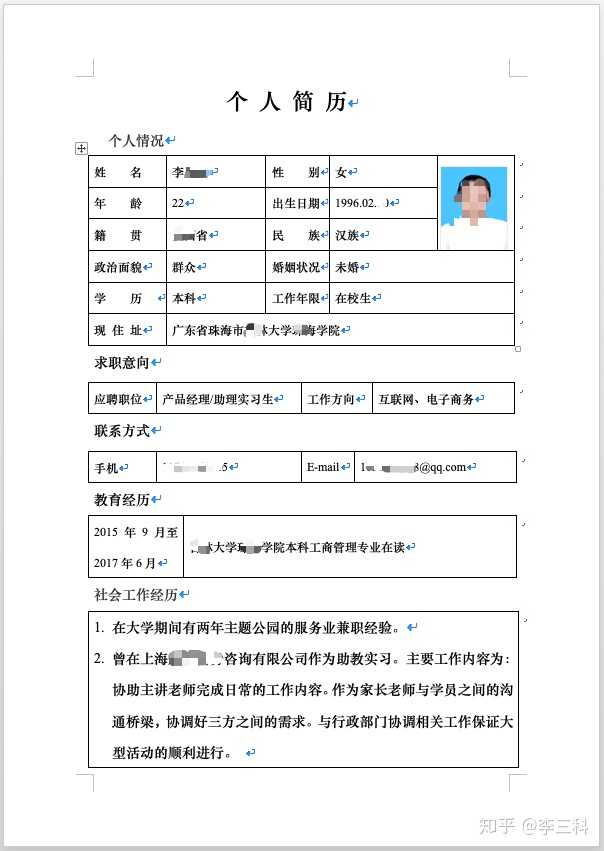 个 人 简 历
个人情况
姓 名 李 性 别 女
年 龄 22 出生日期 1996.02. 0
籍 贯 省 民 族 汉族
政治面貌 群众 婚姻状况 未婚
学 历 本科 工作年限 在校生
现 住 址 广东省珠海市 林大学 海学院
求职意向
应聘职位 产品经理/助理实习生 工作方向 互联网、电子商务
联系方式
手机 5 E-mail 1 8@qq.com
教育经历
2015 年 9 月至
2017 年 6 月
林大学 学院本科工商管理专业在读
社会工作经历
1. 在大学期间有两年主题公园的服务业兼职经验。
2. 曾在上海 咨询有限公司作为助教实习。主要工作内容为:
协助主讲老师完成日常的工作内容。作为家长老师与学员之间的沟
通桥梁，协调好三方之间的需求。与行政部门协调相关工作保证大
型活动的顺利进行。
知乎 @李三科